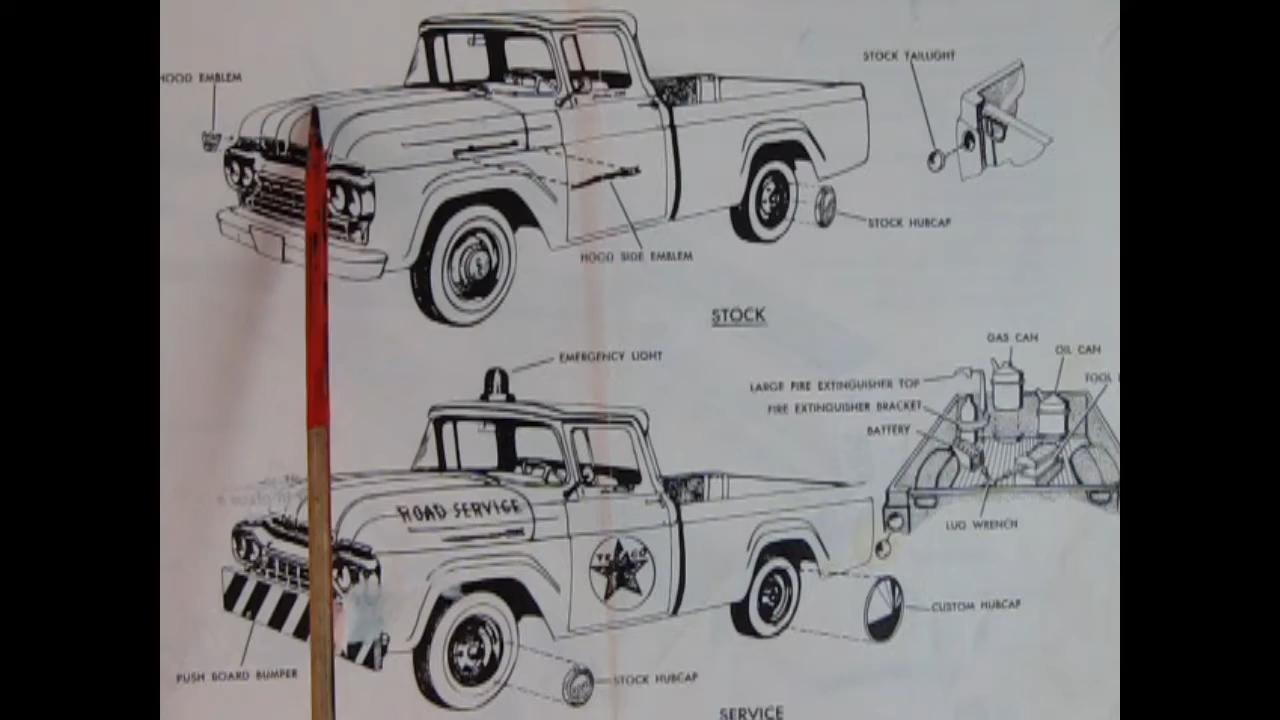 HOOD EMBLEM
STOCK TAILLIGHT
STOCK HUBCAP
HOOD SIDE EMBLEM
STOCK
EMERGENCY LIGHT
GAS CAN
OIL CAN
LARGE FIRE EXTINGUISHER TOP
TOOL
FIRE EXTINGUISHER BRACKET
BATTERY
ROAD SERVICE
LUG WRENCH
TEXACO
CUSTOM HUBCAP
PUSH BOARD BUMPER
STOCK HUBCAP
SERVICE